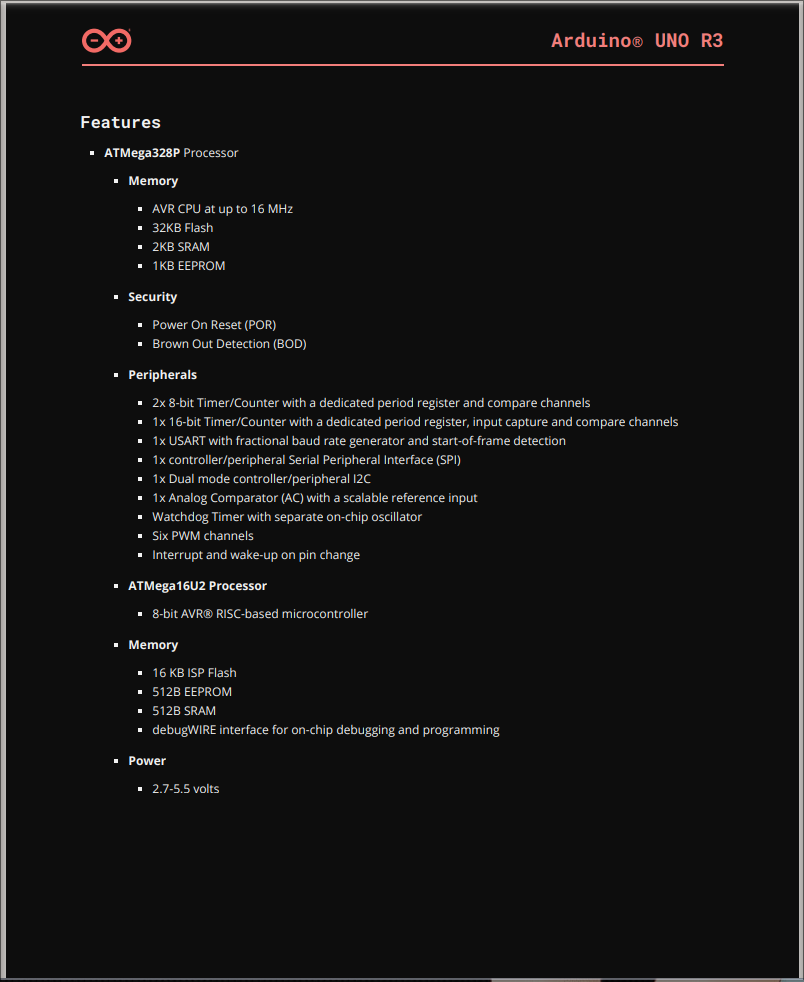 Arduino® UNO R3
Features
ATMega328P Processor
Memory
AVR CPU at up to 16 MHz
32KB Flash
2KB SRAM
1KB EEPROM
Security
Power On Reset (POR)
Brown Out Detection (BOD)
Peripherals
2x 8-bit Timer/Counter with a dedicated period register and compare channels
1x 16-bit Timer/Counter with a dedicated period register, input capture and compare channels
1x USART with fractional baud rate generator and start-of-frame detection
1x controller/peripheral Serial Peripheral Interface (SPI)
1x Dual mode controller/peripheral I2C
1x Analog Comparator (AC) with a scalable reference input
Watchdog Timer with separate on-chip oscillator
Six PWM channels
Interrupt and wake-up on pin change
ATMega16U2 Processor
8-bit AVR® RISC-based microcontroller
Memory
16 KB ISP Flash
512B EEPROM
512B SRAM
debugWIRE interface for on-chip debugging and programming
Power
2.7-5.5 volts